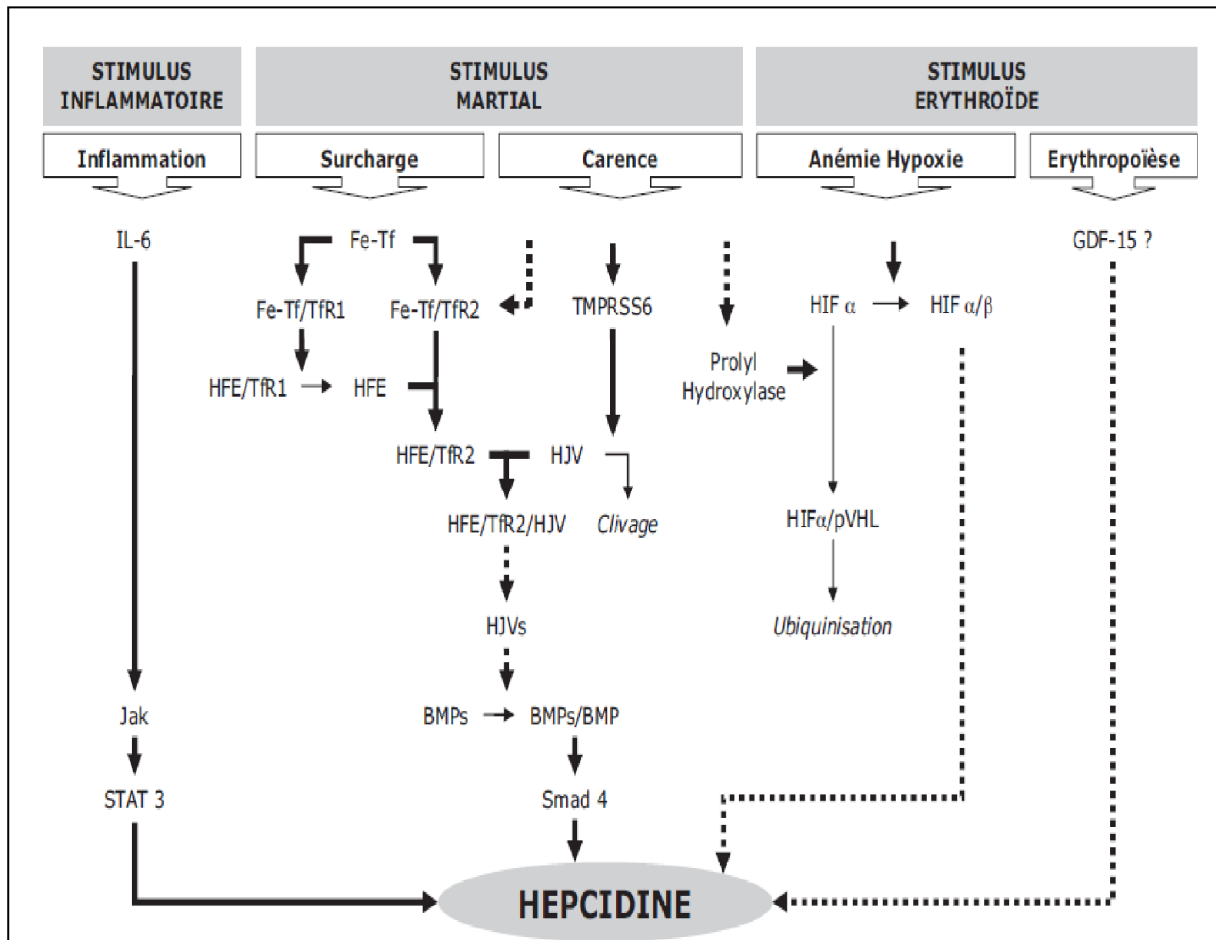 STIMULUS
INFLAMMATOIRE
STIMULUS
MARTIAL
STIMULUS
ERYTHROÏDE
Inflammation
Surcharge
Carence
Anémie Hypoxie
Erythropoïèse
IL-6
Fe-Tf
GDF-15 ?
Fe-Tf/TfR1
Fe-Tf/TfR2
TMPRSS6
HIF α
HIF α/β
Prolyl
Hydroxylase
HFE/TfR1
HFE
HFE/TfR2
HJV
HFE/TfR2/HJV
Clivage
HIFα/pVHL
HJVs
Ubiquinisation
Jak
BMPs
BMPs/BMP
STAT 3
Smad 4
HEPCIDINE